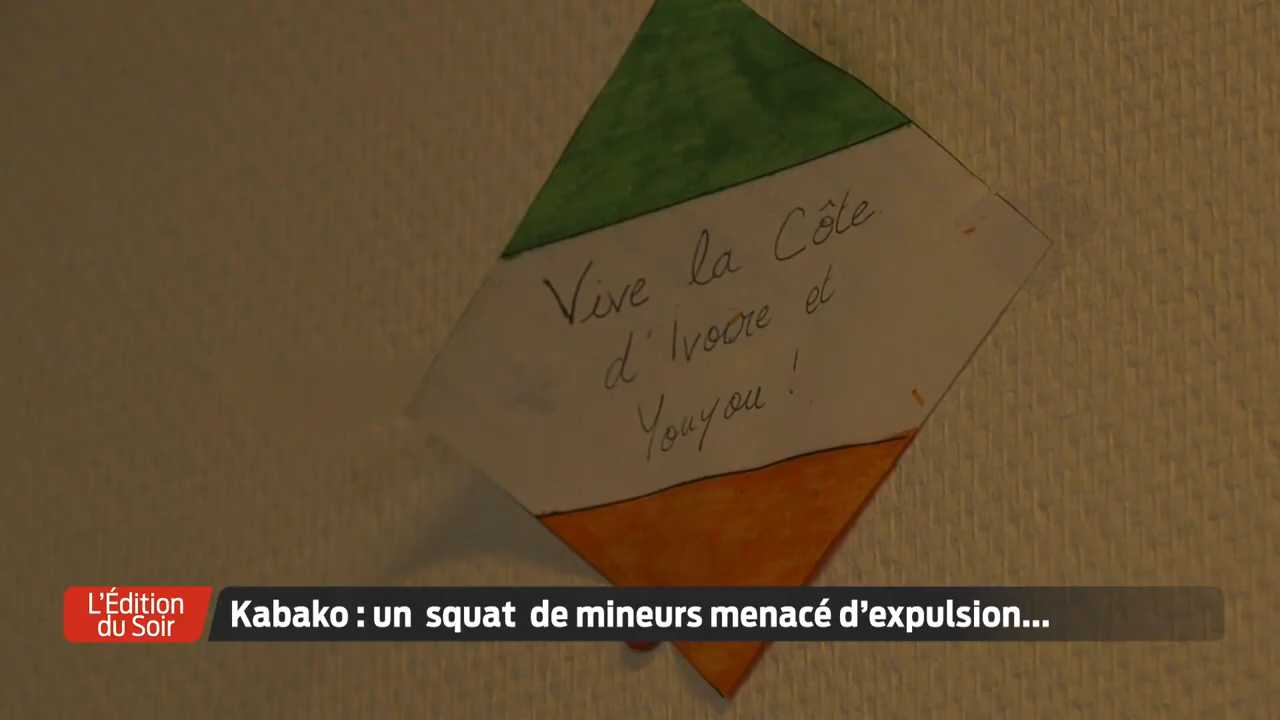 Vive la Côte
d'Ivoire et
Youyou !
L'Édition
du Soir
Kabako : un squat de mineurs menacé d'expulsion...